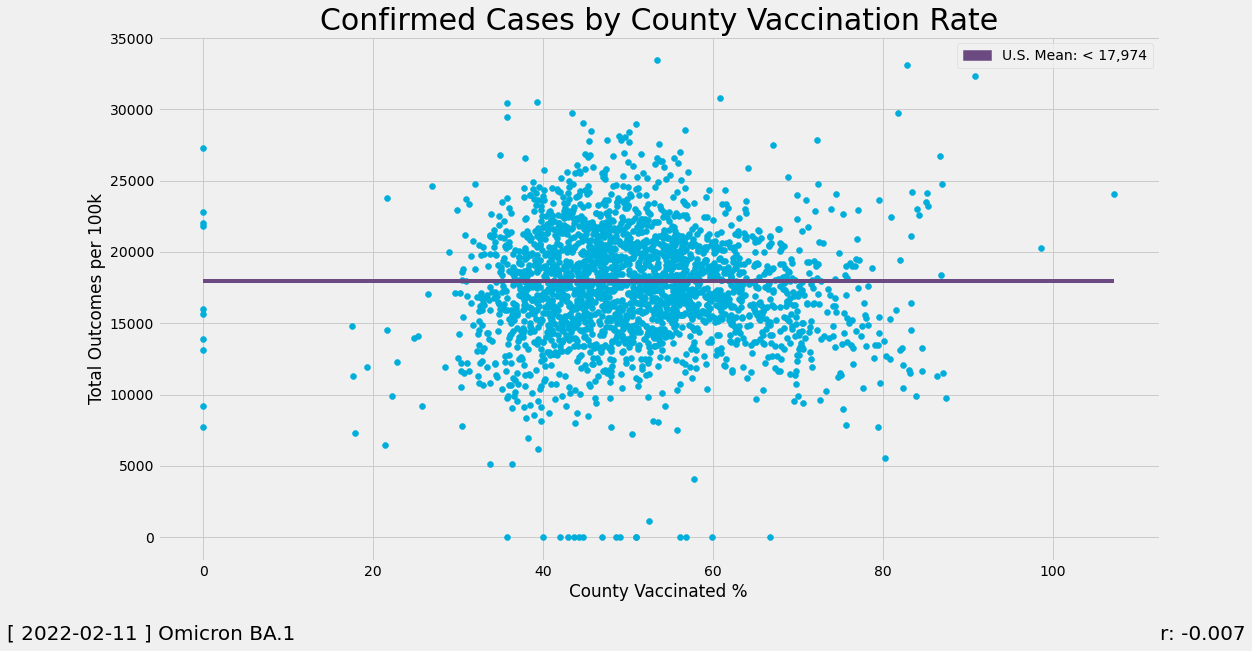 Confirmed Cases by County Vaccination Rate
35000
30000
25000
20000
15000
10000
5000
0
Total Outcomes per 100k
U.S. Mean: < 17,974
0 20 40 60 80 100
County Vaccinated %
[ 2022-02-11 ] Omicron BA.1
r: -0.007